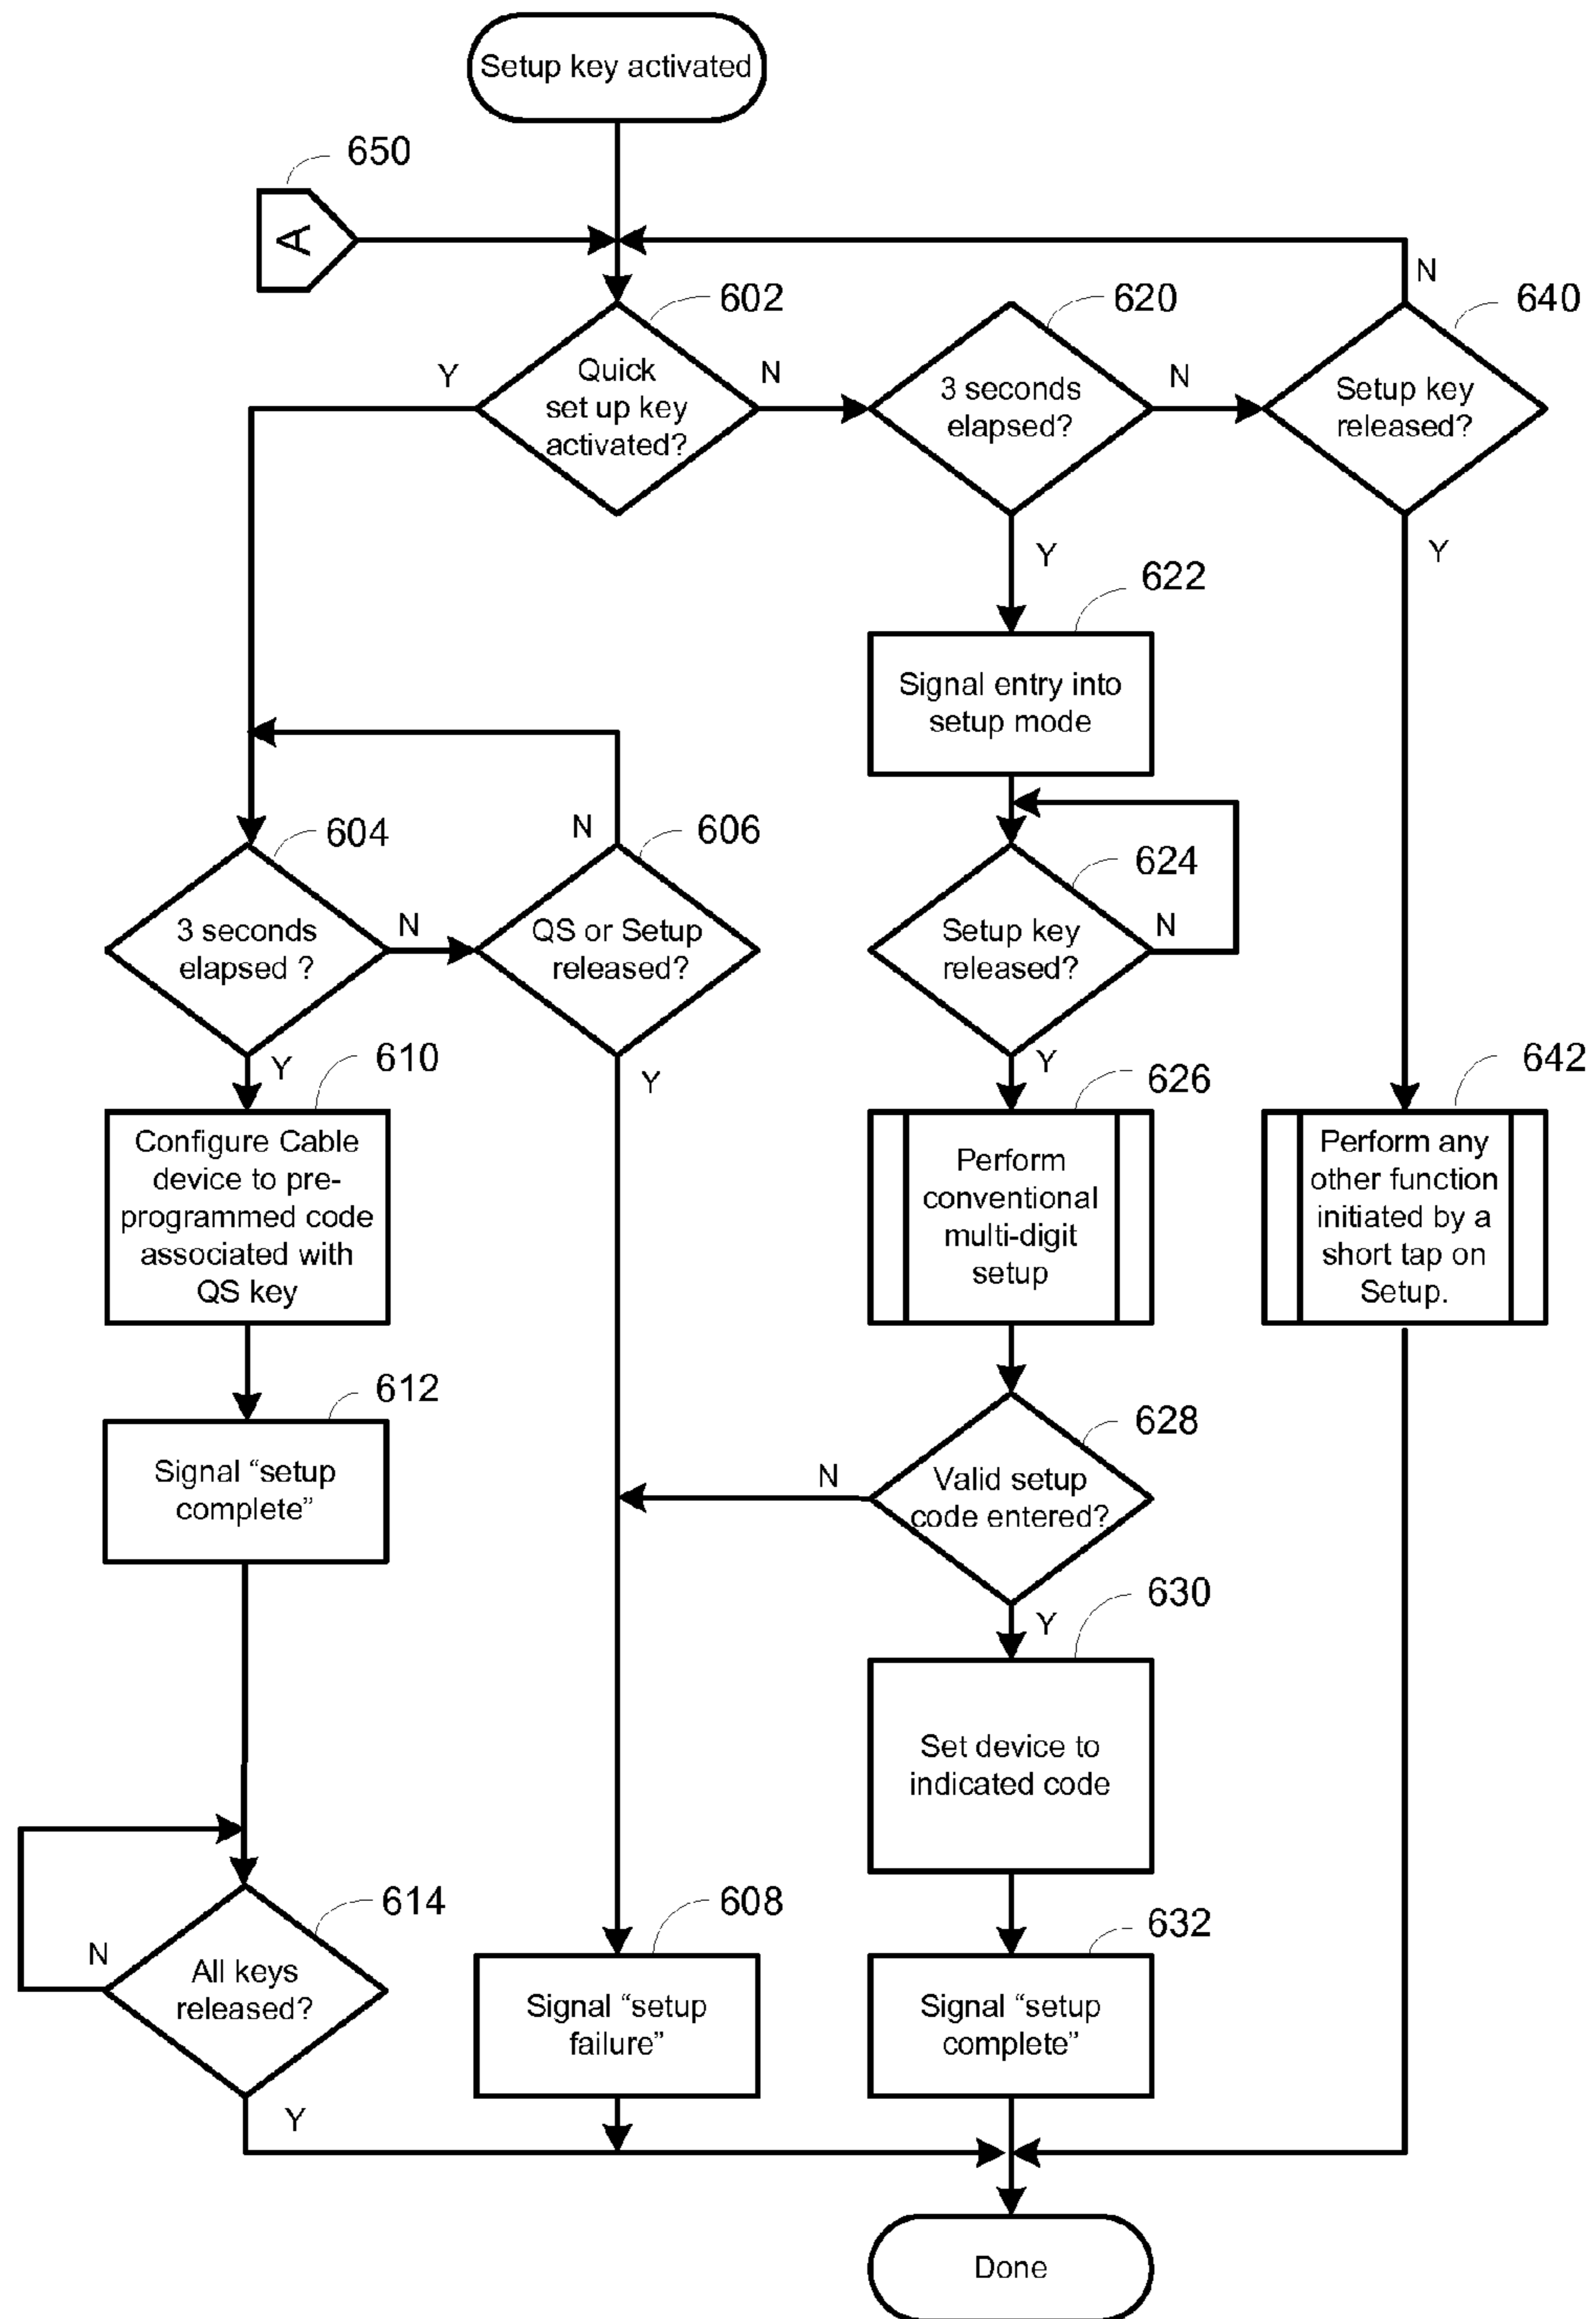 Setup key activated
650
A
N
602
620
640
Y
Quick
set up key
activated?
N
3 seconds
elapsed?
N
Setup key
released?
Y
Y
622
Signal entry into
setup mode
604
N
606
624
3 seconds
elapsed ?
N
QS or Setup
released?
Setup key
released?
N
Y
610
Y
Y
626
642
Configure Cable
device to pre-
programmed code
associated with
QS key
Perform
conventional
multi-digit
setup
Perform any
other function
initiated by a
short tap on
Setup.
612
628
Signal “setup
complete”
N
Valid setup
code entered?
Y
630
Set device to
indicated code
614
608
632
N
All keys
released?
Signal “setup
failure”
Signal “setup
complete”
Y
Done